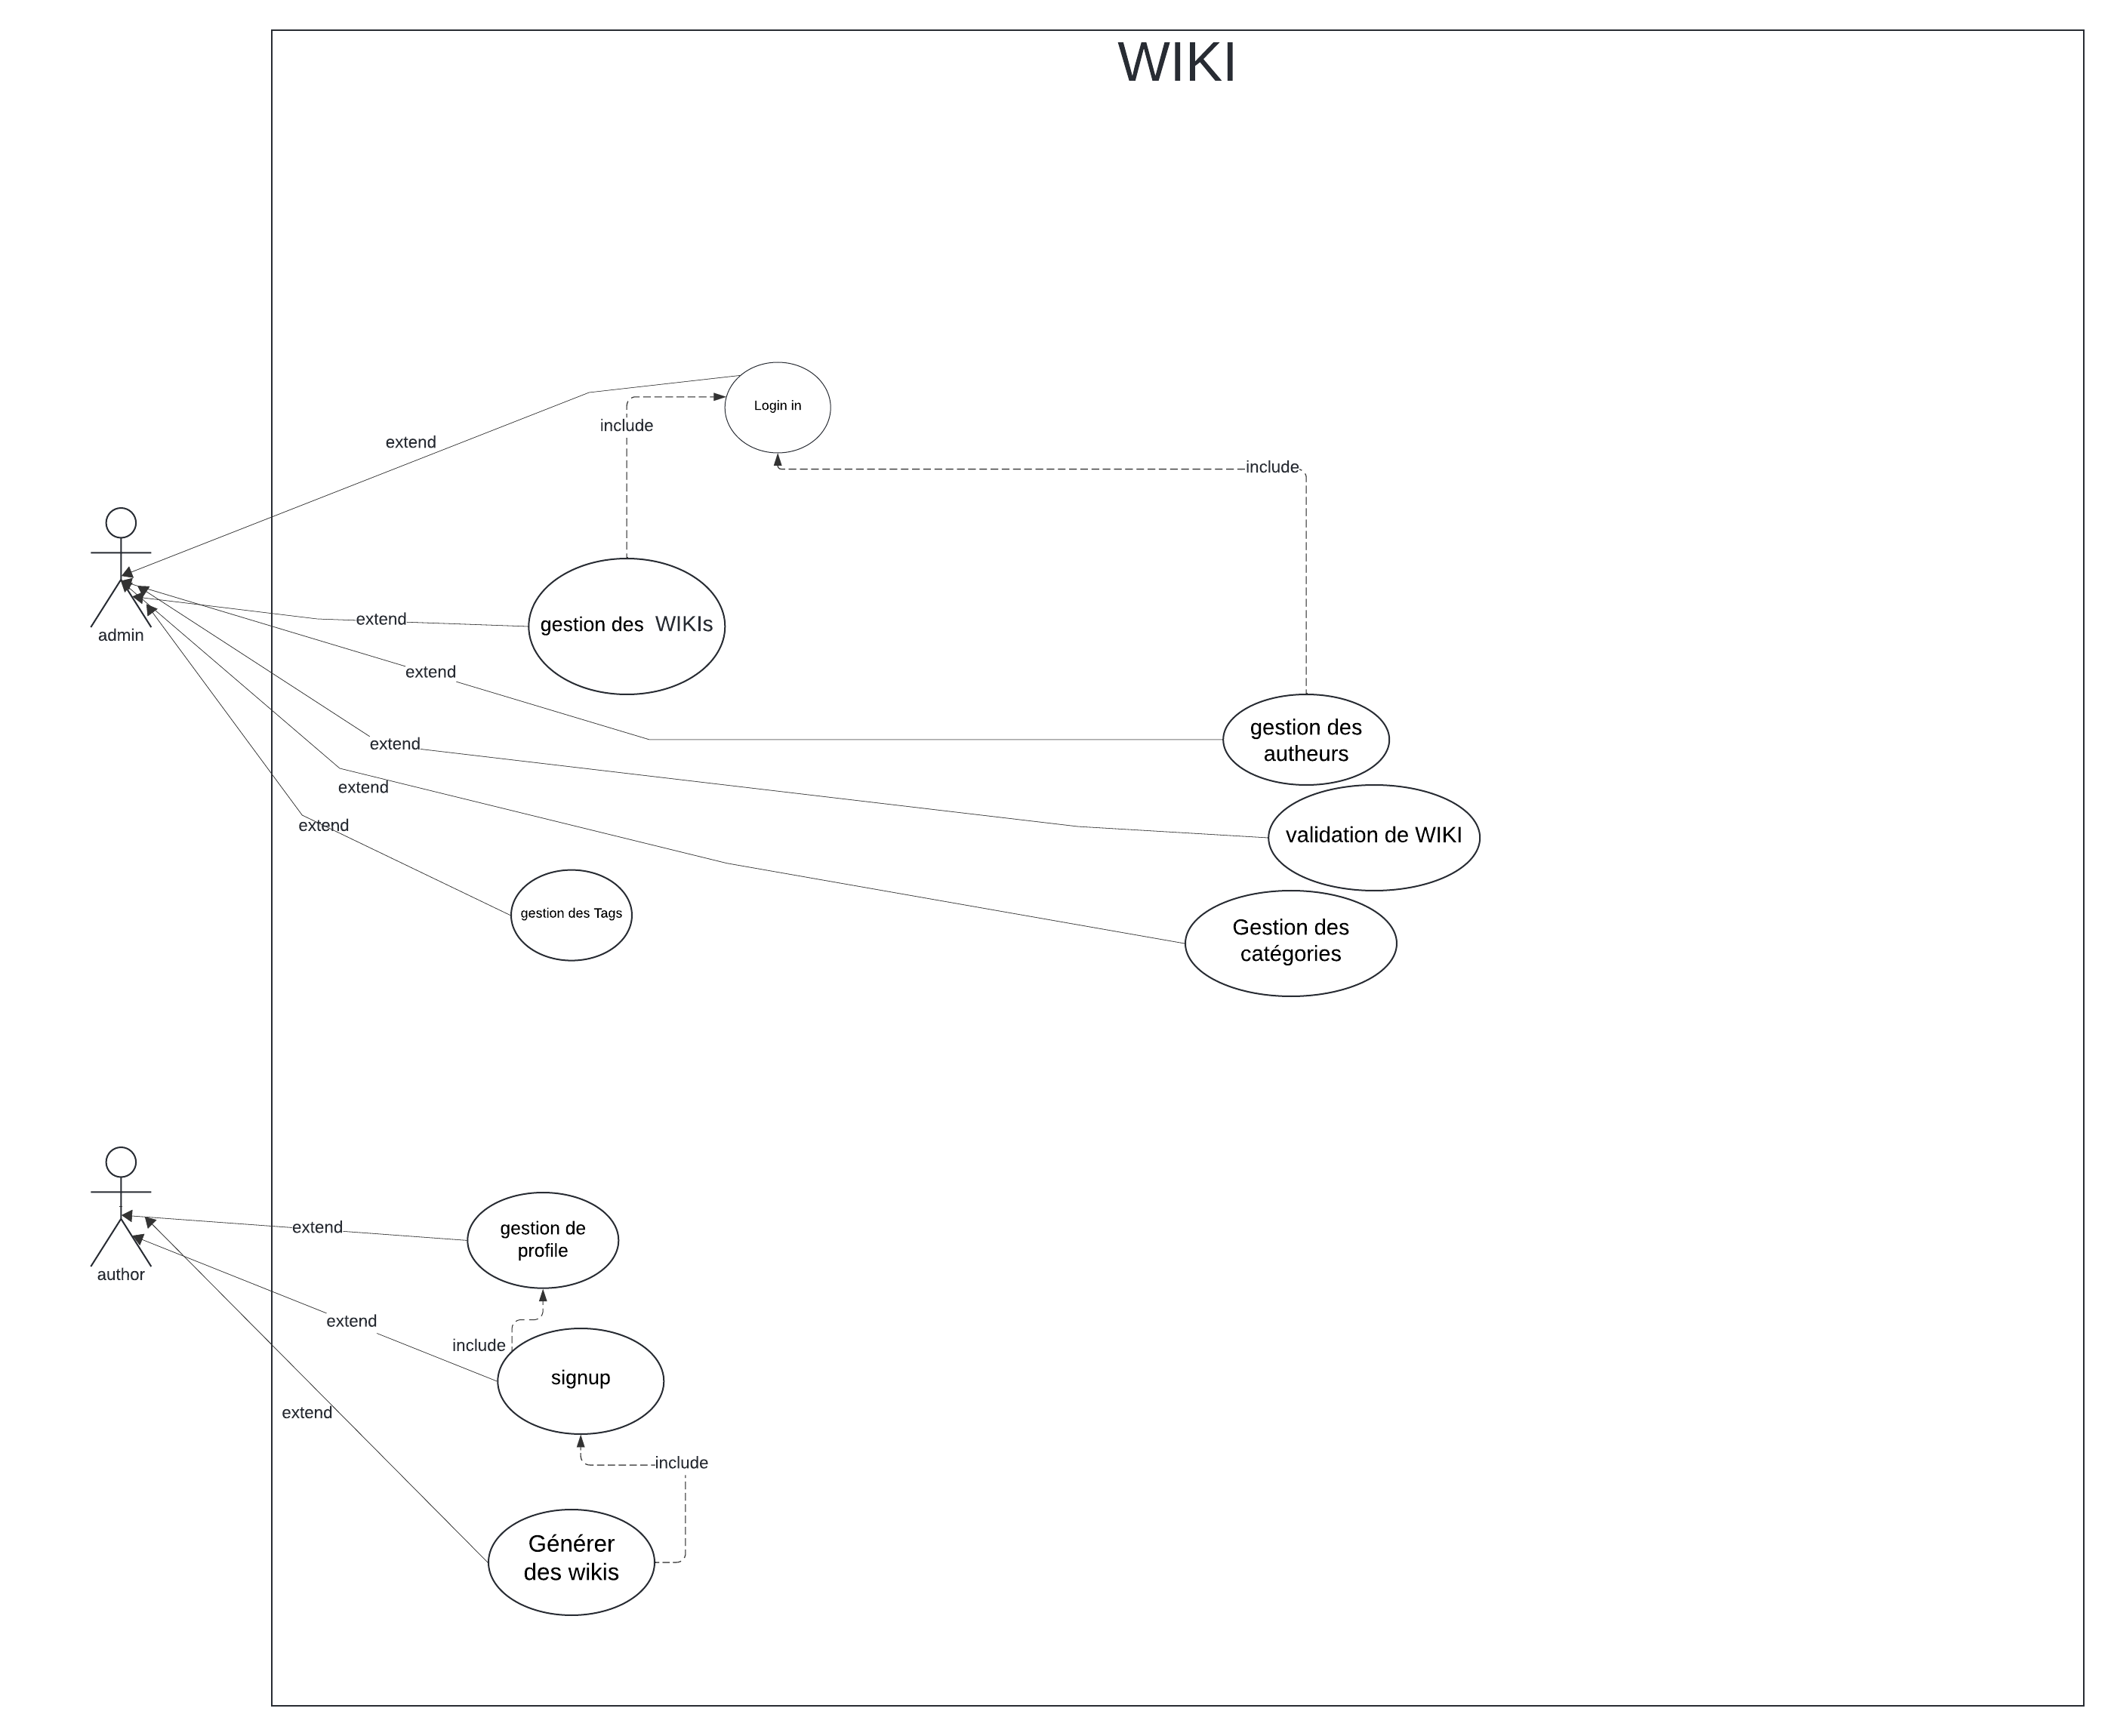 WIKI
Login in
include
extend
include
admin
extend
gestion des  WIKIs
extend
gestion des
autheurs
extend
validation de WIKI
extend
extend
gestion des Tags
Gestion des
catégories
author
extend
gestion de
profile
extend
include
signup
extend
include
Générer
des wikis